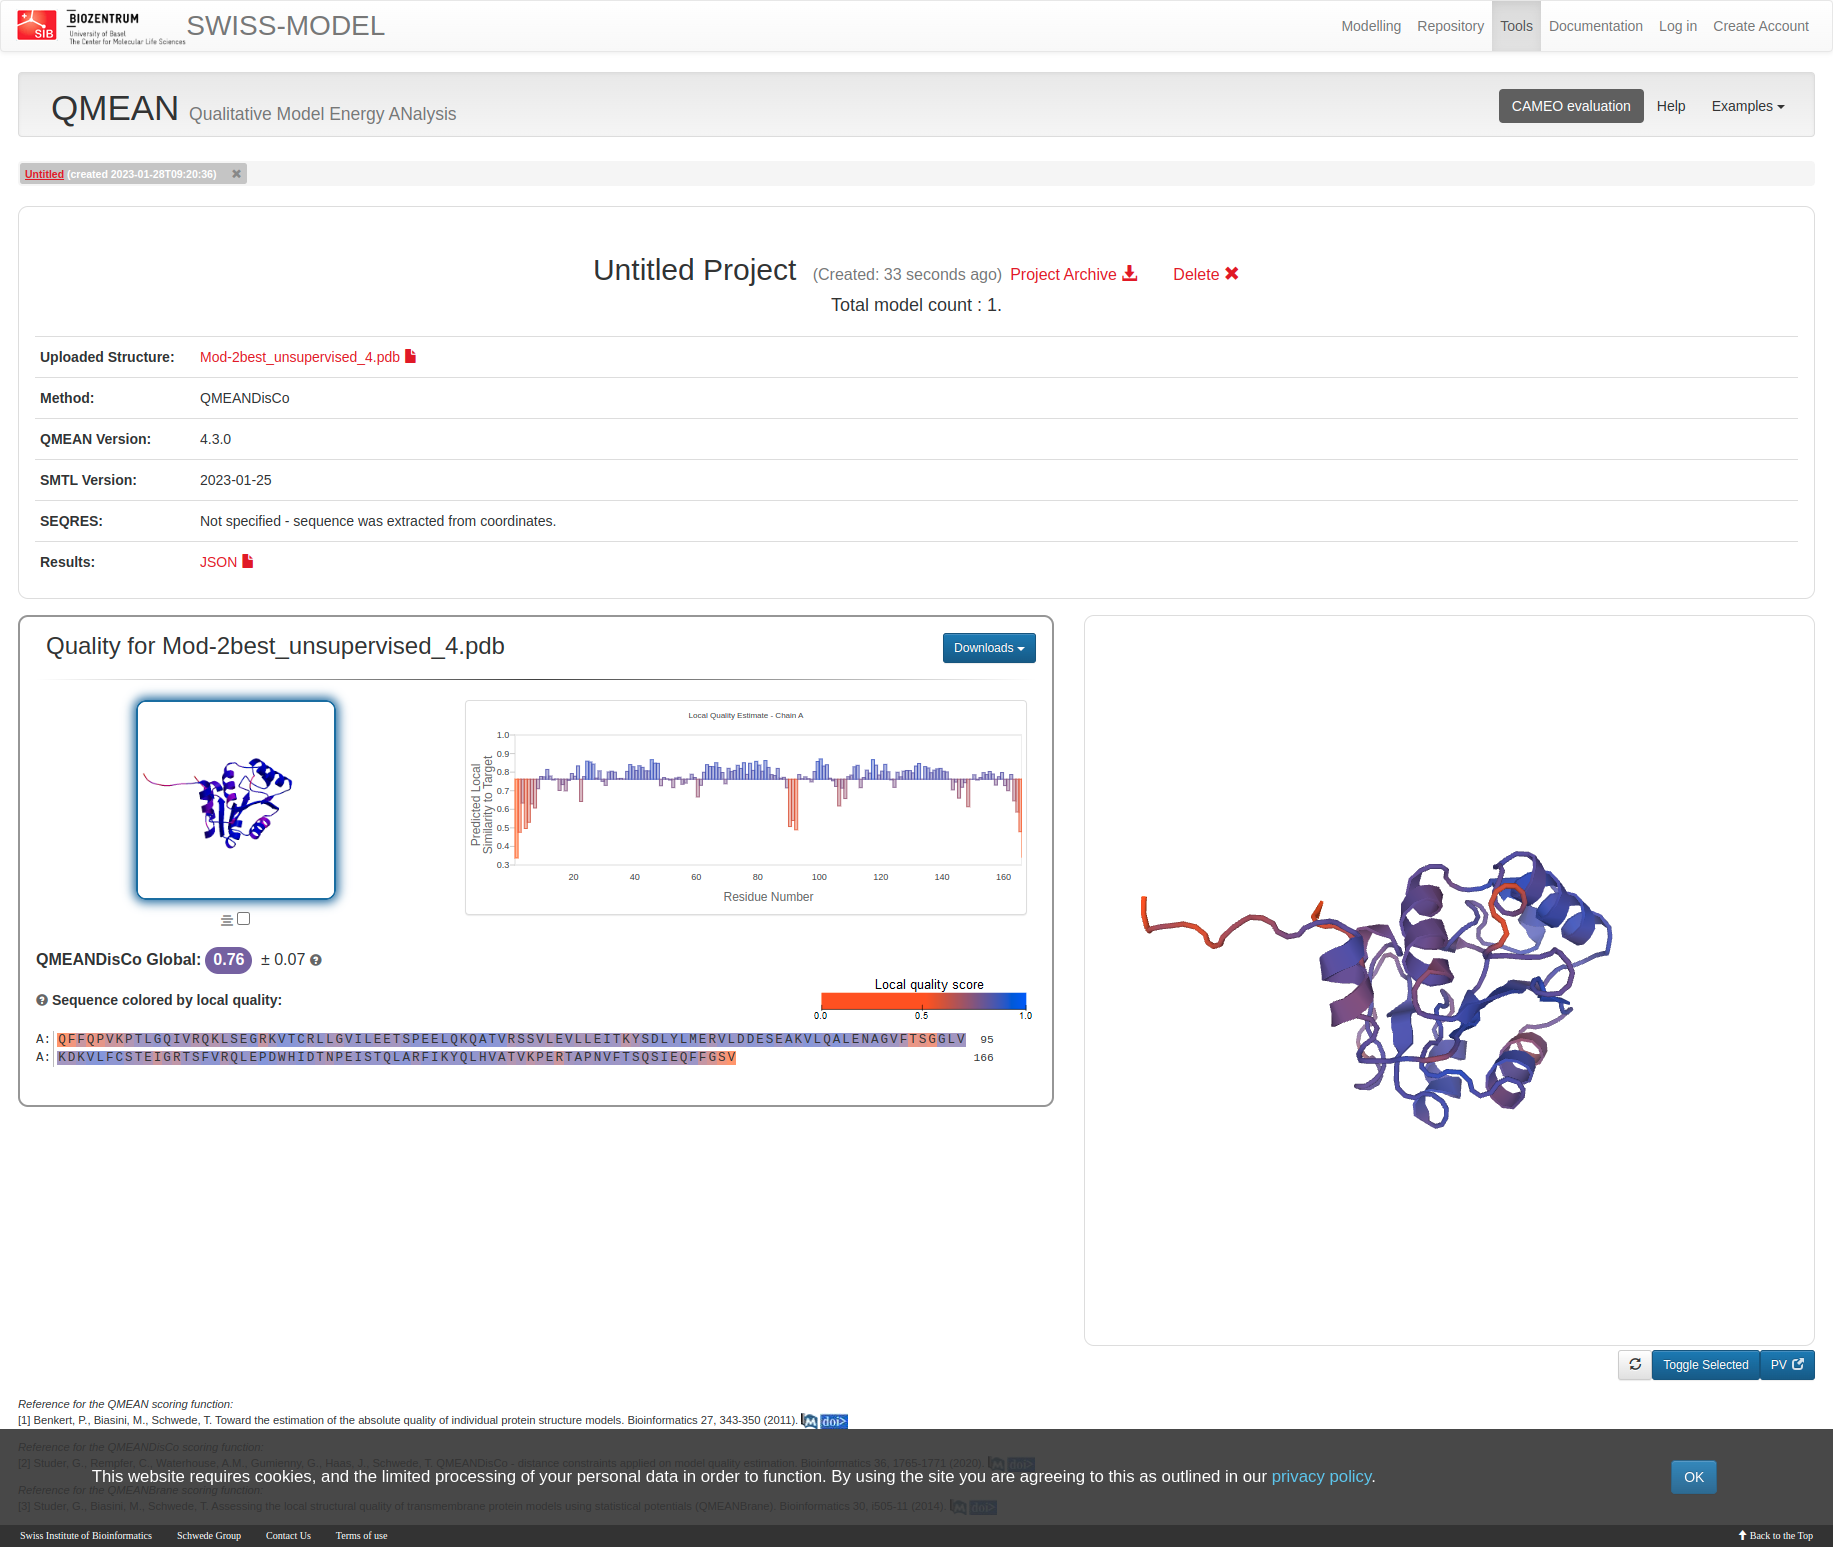 SIB
BIOZENTRUM
University of Basel
The Center for Molecular Life Sciences
SWISS-MODEL
Modelling Repository Tools Documentation Log in Create Account
QMEAN Qualitative Model Energy ANalysis
CAMEO evaluation Help Examples
Untitled (created 2023-01-28T09:20:36)
Untitled Project (Created: 33 seconds ago) Project Archive Delete
Total model count : 1.
Uploaded Structure: Mod-2best_unsupervised_4.pdb
Method: QMEANDisCo
QMEAN Version: 4.3.0
SMTL Version: 2023-01-25
SEQRES: Not specified - sequence was extracted from coordinates.
Results: JSON
Quality for Mod-2best_unsupervised_4.pdb
Downloads
Local Quality Estimate - Chain A
Predicted Local
Similarity to Target
1.0
0.9
0.8
0.7
0.6
0.5
0.4
0.3
20 40 60 80 100 120 140 160
Residue Number
QMEANDisCo Global: 0.76 ± 0.07
Sequence colored by local quality:
Local quality score
0.0 0.5 1.0
A: QFFQPVKPTLGQIVRQKLSEGRKVTCRLLGVILEETSPEELQKQATVRSSVLEVLLEITKYSDLYLMERVLDDESEAKVLQALENAGVFTSGGLV 95
A: KDKVLFCSTEIGRTSFVRQLEPDWHIDTNPEISTQLARFIKYQLHVATVKPERTAPNVFTSQSIEQFFGSV 166
Toggle Selected PV
Reference for the QMEAN scoring function:
[1] Benkert, P., Biasini, M., Schwede, T. Toward the estimation of the absolute quality of individual protein structure models. Bioinformatics 27, 343-350 (2011). doi>
Reference for the QMEANDisCo scoring function:
[2] Studer, G., Rempfer, C., Waterhouse, A.M., Gumienny, G., Haas, J., Schwede, T. QMEANDisCo - distance constraints applied on model quality estimation. Bioinformatics 36, 1765-1771 (2020). doi>
This website requires cookies, and the limited processing of your personal data in order to function. By using the site you are agreeing to this as outlined in our privacy policy. OK
Reference for the QMEANBrane scoring function:
[3] Studer, G., Biasini, M., Schwede, T. Assessing the local structural quality of transmembrane protein models using statistical potentials (QMEANBrane). Bioinformatics 30, i505-11 (2014). doi>
Swiss Institute of Bioinformatics Schwede Group Contact Us Terms of use Back to the Top